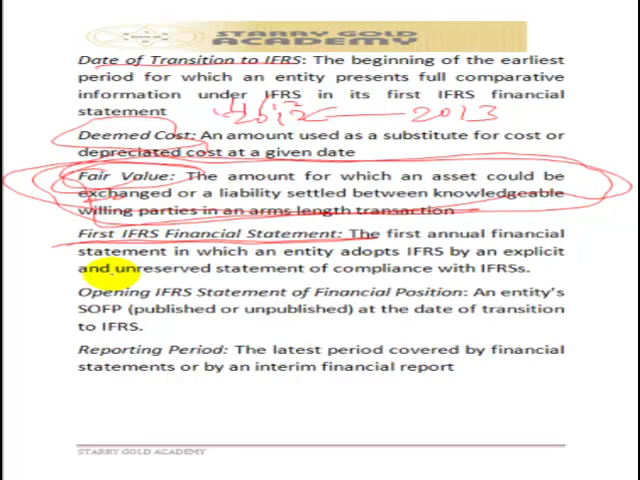 STARRY GOLD
ACADEMY
Date of Transition to IFRS: The beginning of the earliest
period for which an entity presents full comparative
information under IFRS in its first IFRS financial
statement
2012 2013
Deemed Cost: An amount used as a substitute for cost or
depreciated cost at a given date
Fair Value: The amount for which an asset could be
exchanged or a liability settled between knowledgeable
willing parties in an arms length transaction
First IFRS Financial Statement: The first annual financial
statement in which an entity adopts IFRS by an explicit
and unreserved statement of compliance with IFRSs.
Opening IFRS Statement of Financial Position: An entity's
SOFP (published or unpublished) at the date of transition
to IFRS.
Reporting Period: The latest period covered by financial
statements or by an interim financial report
STARRY GOLD ACADEMY